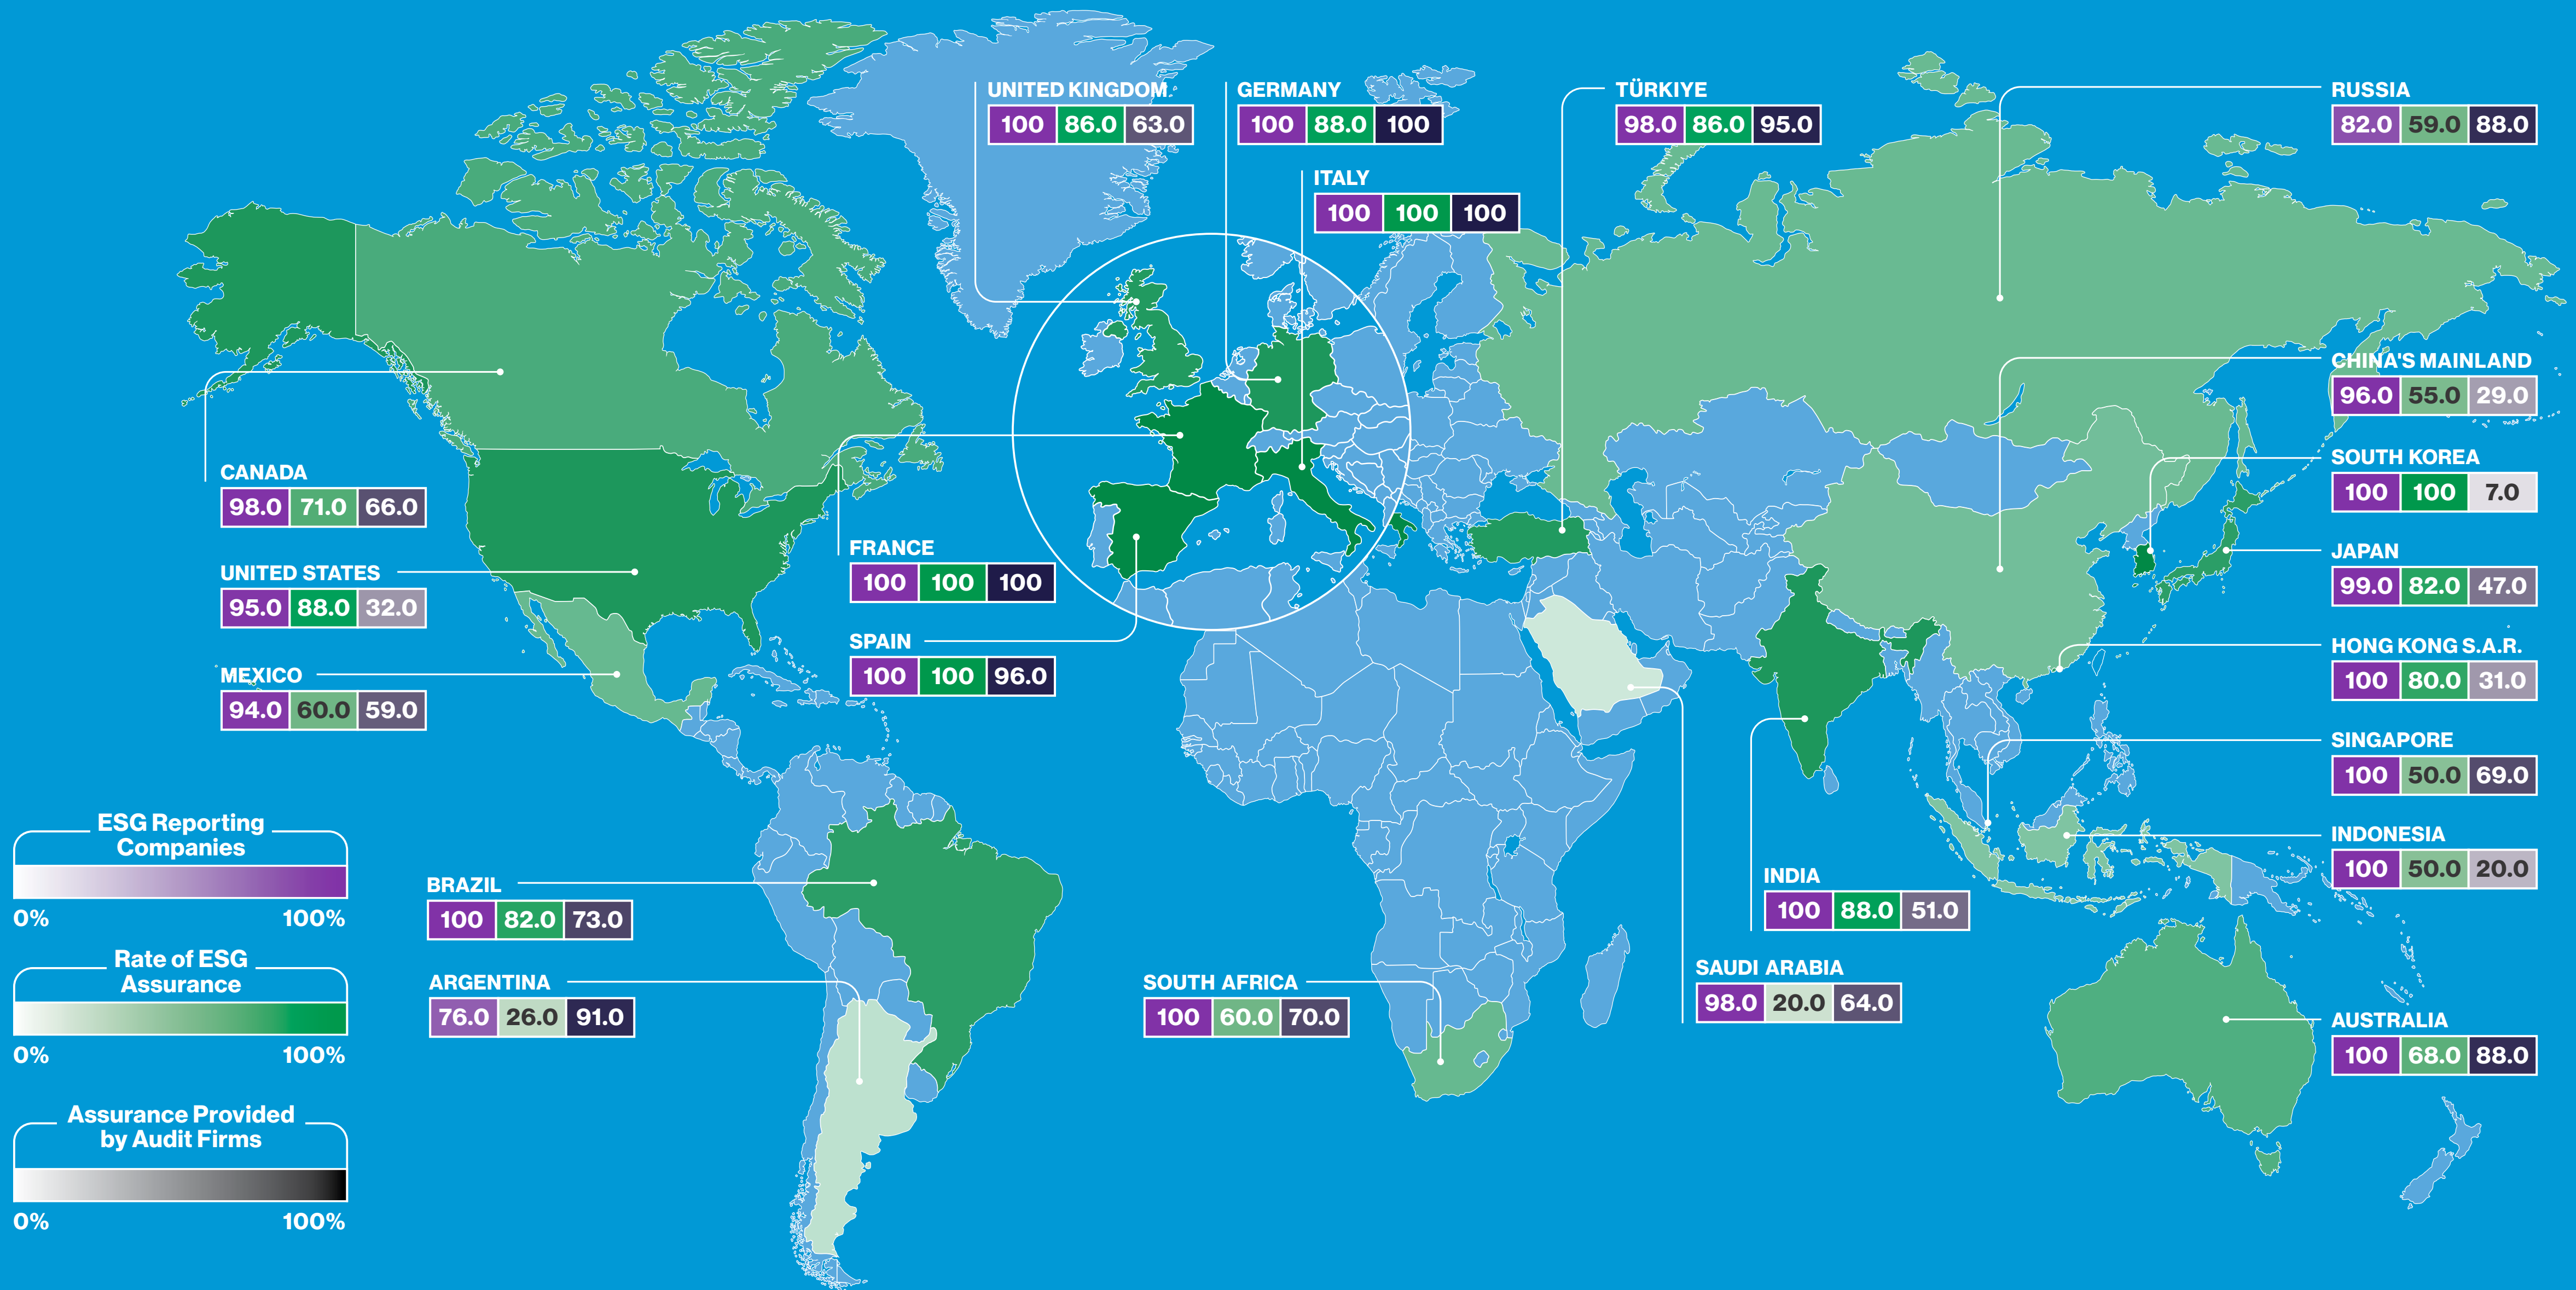 UNITED KINGDOM
100 86.0 63.0
GERMANY
100 88.0 100
ITALY
100 100 100
TÜRKIYE
98.0 86.0 95.0
RUSSIA
82.0 59.0 88.0
CHINA'S MAINLAND
96.0 55.0 29.0
SOUTH KOREA
100 100 7.0
JAPAN
99.0 82.0 47.0
HONG KONG S.A.R.
100 80.0 31.0
SINGAPORE
100 50.0 69.0
INDONESIA
100 50.0 20.0
AUSTRALIA
100 68.0 88.0
CANADA
98.0 71.0 66.0
UNITED STATES
95.0 88.0 32.0
MEXICO
94.0 60.0 59.0
FRANCE
100 100 100
SPAIN
100 100 96.0
BRAZIL
100 82.0 73.0
ARGENTINA
76.0 26.0 91.0
SOUTH AFRICA
100 60.0 70.0
INDIA
100 88.0 51.0
SAUDI ARABIA
98.0 20.0 64.0
ESG Reporting
Companies
0% 100%
Rate of ESG
Assurance
0% 100%
Assurance Provided
by Audit Firms
0% 100%